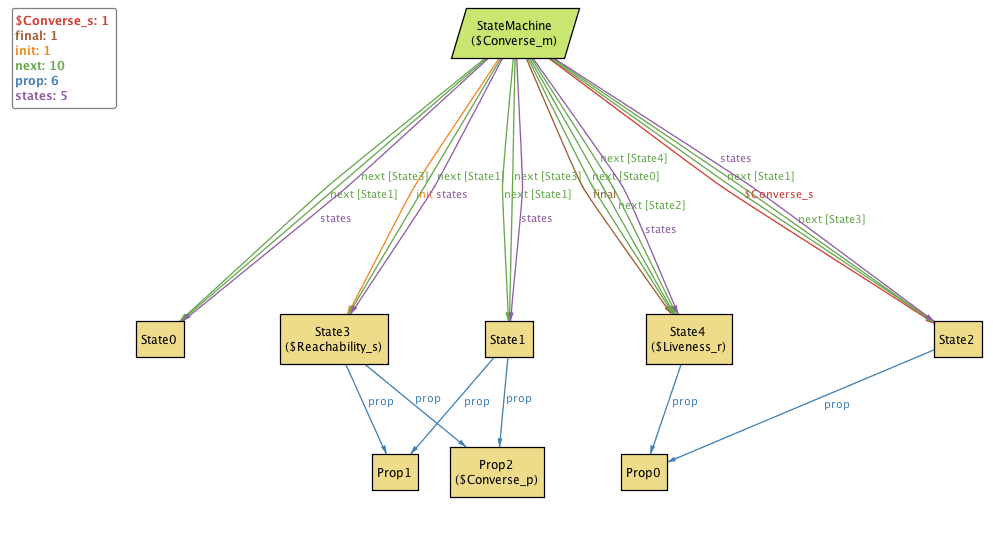 $Converse_s: 1
final: 1
init: 1
next: 10
prop: 6
states: 5
StateMachine
($Converse_m)
next [State4]
states
next [State3]
next [State1]
next [State3]
next [State0]
next [State1]
next [State1]
init
states
next [State1]
final
$Converse_s
next [State2]
states
states
next [State3]
states
State0
State3
($Reachability_s)
State1
State4
($Liveness_r)
State2
prop
prop
prop
prop
prop
prop
Prop1
Prop2
($Converse_p)
Prop0